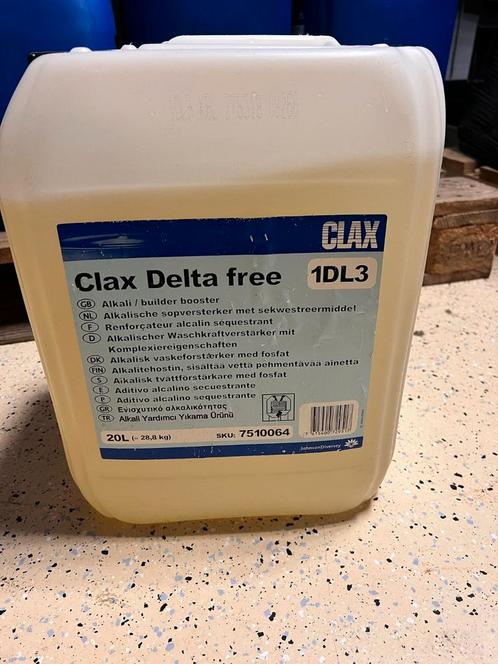 CLAX
Clax Delta free 1DL3
GB Alkali / builder booster
NL Alkalische sopversterker met sekwestreermiddel
F Renforçateur alcalin séquestrant
D Alkalischer Waschkraftverstärker mit
Komplexiereigenschaften
DK Alkalisk vaskeforstærker med fosfat
FIN Alkalitehostin, sisältää vettä pehmentävää ainetta
S Alkalisk tvättförstärkare med fosfat
E Aditivo alcalino secuestrante
P Aditivo alcalino sequestrante
GR Ενισχυτικό αλκαλικότητας
TR Alkali Yardımcı Yıkama Ürünü
20L (= 28,8 kg) SKU: 7510064
JohnsonDiversey